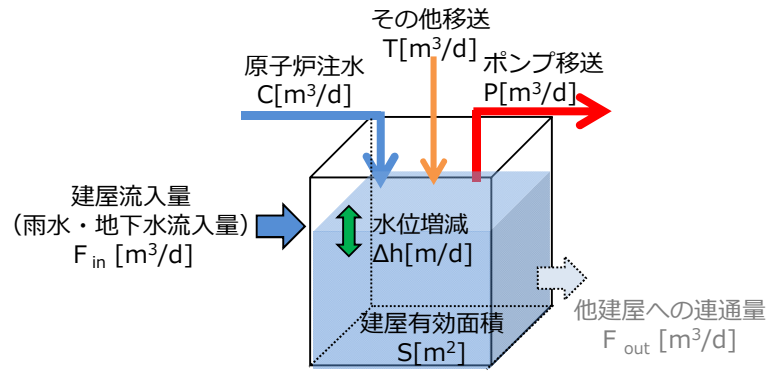 その他移送
T[m³/d]
原子炉注水
C[m³/d]
ポンプ移送
P[m³/d]
建屋流入量
（雨水・地下水流入量）
F in [m³/d]
水位増減
Δh[m/d]
建屋有効面積
S[m²]
他建屋への連通量
F out [m³/d]